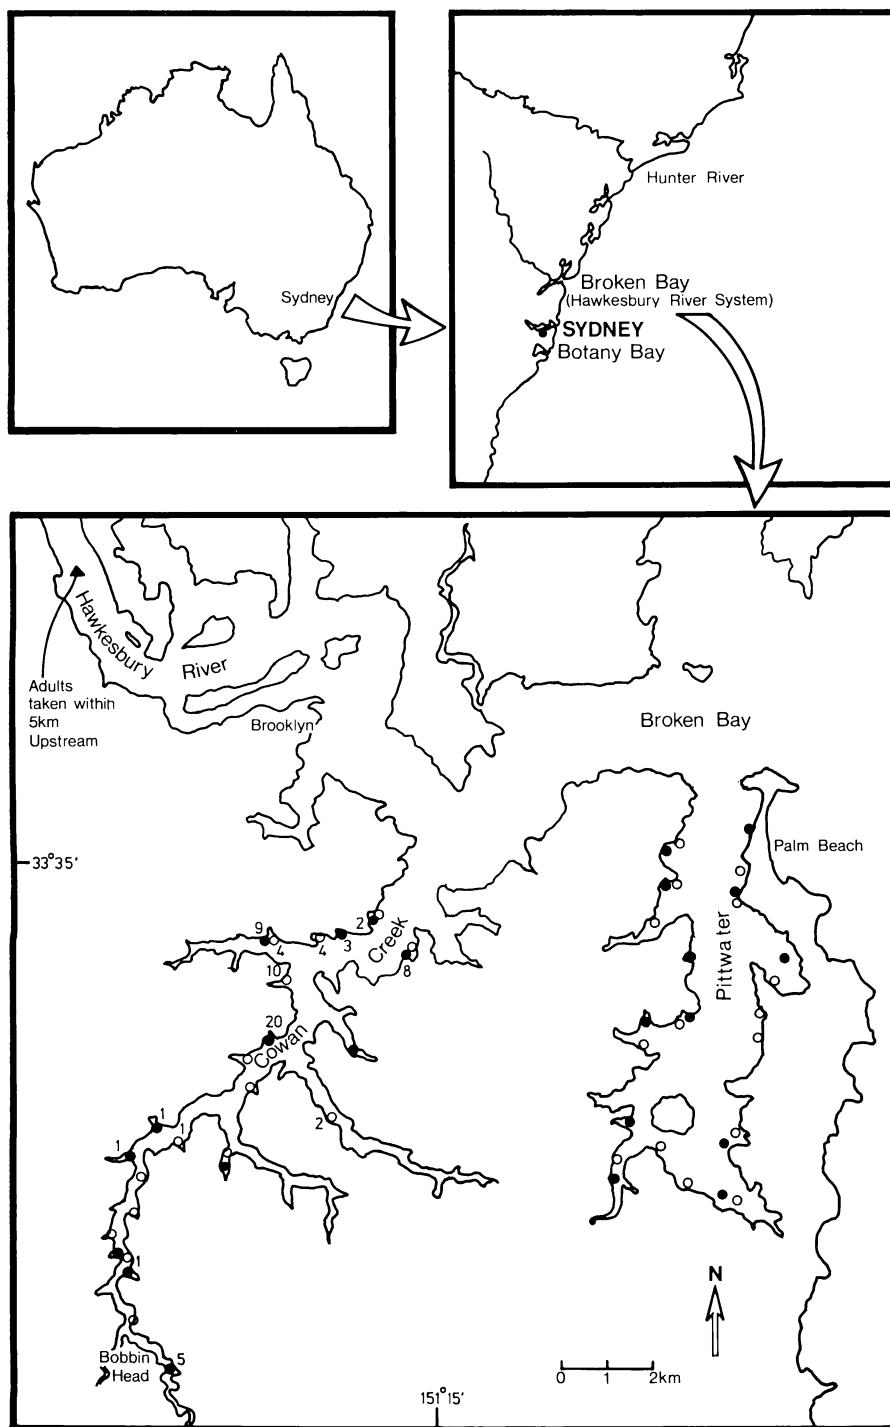 Sydney
Hunter River
Broken Bay
(Hawkesbury River System)
SYDNEY
Botany Bay
Hawkesbury
River
Adults
taken within
5km
Upstream
Brooklyn
Broken Bay
Palm Beach
33°35'
Pittwater
Creek
Cowan
9
4
4
3
2
8
10
20
2
1
1
1
1
5
Bobbin
Head
N
0 1 2km
151°15'